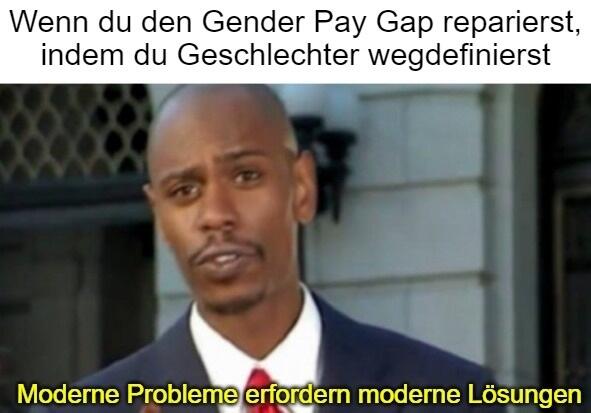 Wenn du den Gender Pay Gap reparierst,
indem du Geschlechter wegdefinierst
Moderne Probleme erfordern moderne Lösungen